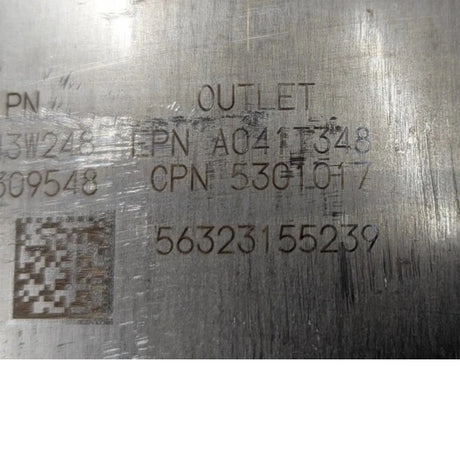 PN OUTLET
43W248 EPN A041T348
309548 CPN 5301017
56323155239